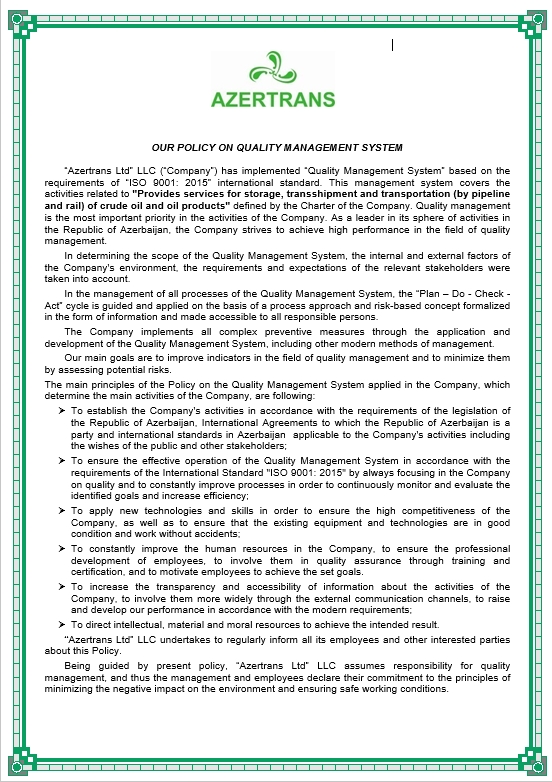 AZERTRANS
OUR POLICY ON QUALITY MANAGEMENT SYSTEM
"Azertrans Ltd" LLC ("Company") has implemented "Quality Management System" based on the
requirements of "ISO 9001: 2015" international standard. This management system covers the
activities related to "Provides services for storage, transshipment and transportation (by pipeline
and rail) of crude oil and oil products" defined by the Charter of the Company. Quality management
is the most important priority in the activities of the Company. As a leader in its sphere of activities in
the Republic of Azerbaijan, the Company strives to achieve high performance in the field of quality
management.
In determining the scope of the Quality Management System, the internal and external factors of
the Company's environment, the requirements and expectations of the relevant stakeholders were
taken into account.
In the management of all processes of the Quality Management System, the "Plan – Do - Check -
Act" cycle is guided and applied on the basis of a process approach and risk-based concept formalized
in the form of information and made accessible to all responsible persons.
The Company implements all complex preventive measures through the application and
development of the Quality Management System, including other modern methods of management.
Our main goals are to improve indicators in the field of quality management and to minimize them
by assessing potential risks.
The main principles of the Policy on the Quality Management System applied in the Company, which
determine the main activities of the Company, are following:
➢ To establish the Company's activities in accordance with the requirements of the legislation of
the Republic of Azerbaijan, International Agreements to which the Republic of Azerbaijan is a
party and international standards in Azerbaijan applicable to the Company's activities including
the wishes of the public and other stakeholders;
➢ To ensure the effective operation of the Quality Management System in accordance with the
requirements of the International Standard "ISO 9001: 2015" by always focusing in the Company
on quality and to constantly improve processes in order to continuously monitor and evaluate the
identified goals and increase efficiency;
➢ To apply new technologies and skills in order to ensure the high competitiveness of the
Company, as well as to ensure that the existing equipment and technologies are in good
condition and work without accidents;
➢ To constantly improve the human resources in the Company, to ensure the professional
development of employees, to involve them in quality assurance through training and
certification, and to motivate employees to achieve the set goals.
➢ To increase the transparency and accessibility of information about the activities of the
Company, to involve them more widely through the external communication channels, to raise
and develop our performance in accordance with the modern requirements;
➢ To direct intellectual, material and moral resources to achieve the intended result.
"Azertrans Ltd" LLC undertakes to regularly inform all its employees and other interested parties
about this Policy.
Being guided by present policy, "Azertrans Ltd" LLC assumes responsibility for quality
management, and thus the management and employees declare their commitment to the principles of
minimizing the negative impact on the environment and ensuring safe working conditions.